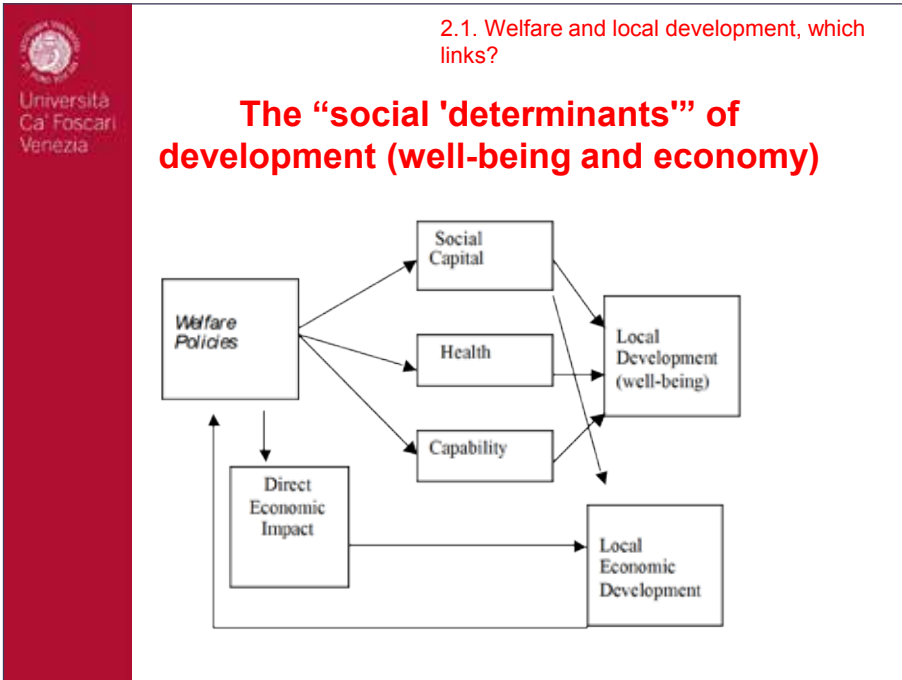 Università
Ca' Foscari
Venezia
2.1. Welfare and local development, which
links?
The “social 'determinants'” of
development (well-being and economy)
Social
Capital
Welfare
Policies
Health
Local
Development
(well-being)
Capability
Direct
Economic
Impact
Local
Economic
Development